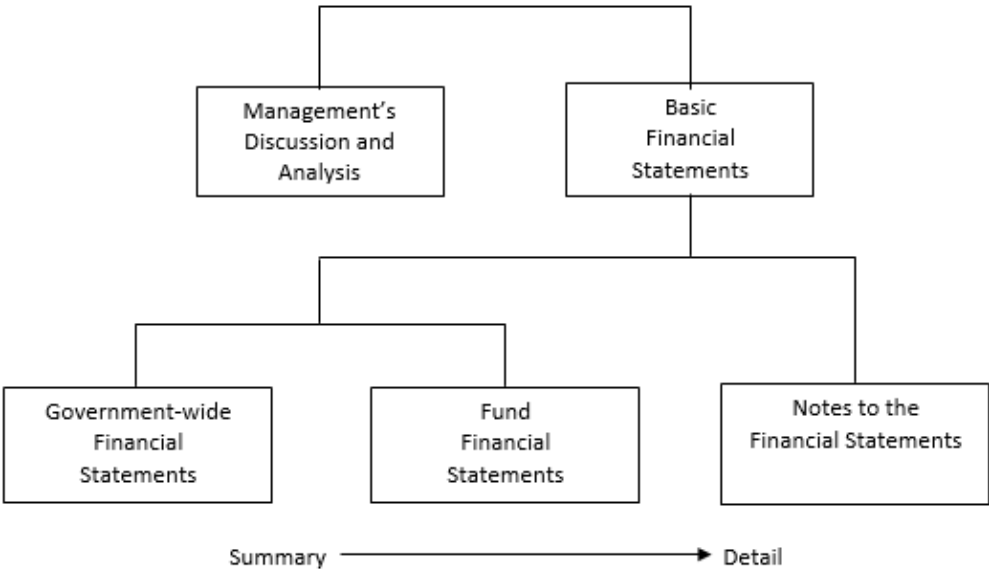 Management’s
Discussion and
Analysis
Basic
Financial
Statements
Government-wide
Financial
Statements
Fund
Financial
Statements
Notes to the
Financial Statements
Summary
Detail